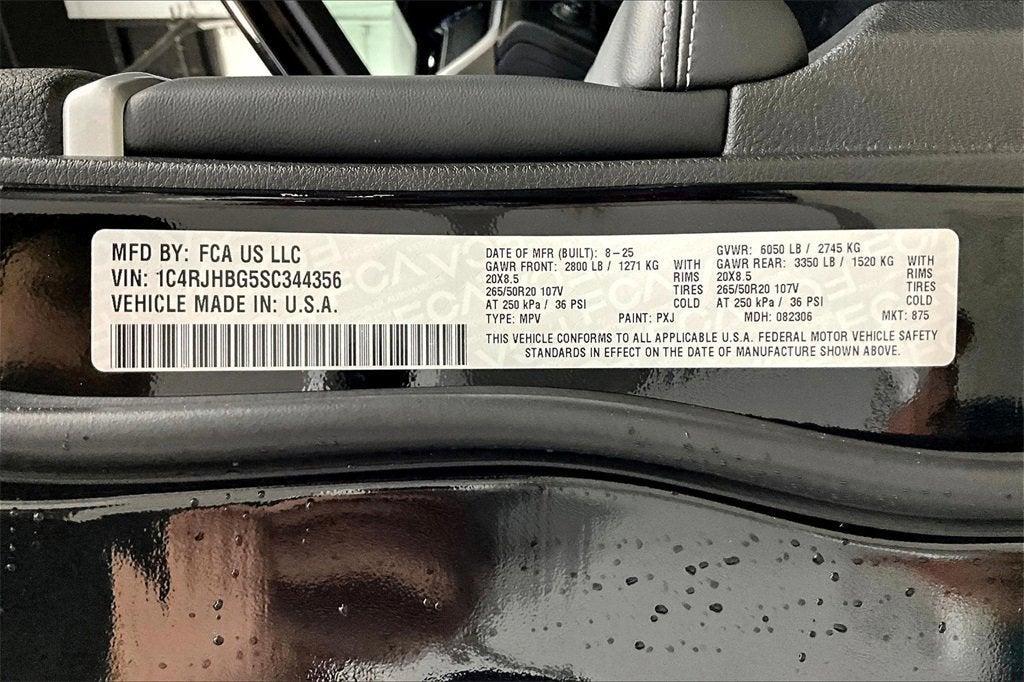 MFD BY: FCA US LLC
VIN: 1C4RJHBG5SC344356
VEHICLE MADE IN: U.S.A.
DATE OF MFR (BUILT): 8-25
GAWR FRONT: 2800 LB / 1271 KG WITH
20X8.5 RIMS
265/50R20 107V TIRES
AT 250 kPa / 36 PSI COLD
TYPE: MPV PAINT: PXJ
GVWR: 6050 LB / 2745 KG
GAWR REAR: 3350 LB / 1520 KG WITH
20X8.5 RIMS
265/50R20 107V TIRES
AT 250 kPa / 36 PSI COLD
MDH: 082306 MKT: 875
THIS VEHICLE CONFORMS TO ALL APPLICABLE U.S.A. FEDERAL MOTOR VEHICLE SAFETY
STANDARDS IN EFFECT ON THE DATE OF MANUFACTURE SHOWN ABOVE.